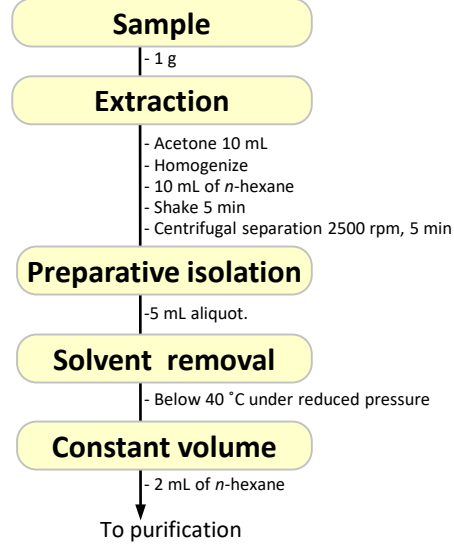 Sample
- 1 g
Extraction
- Acetone 10 mL
- Homogenize
- 10 mL of n-hexane
- Shake 5 min
- Centrifugal separation 2500 rpm, 5 min
Preparative isolation
-5 mL aliquot.
Solvent removal
- Below 40 ˚C under reduced pressure
Constant volume
- 2 mL of n-hexane
To purification